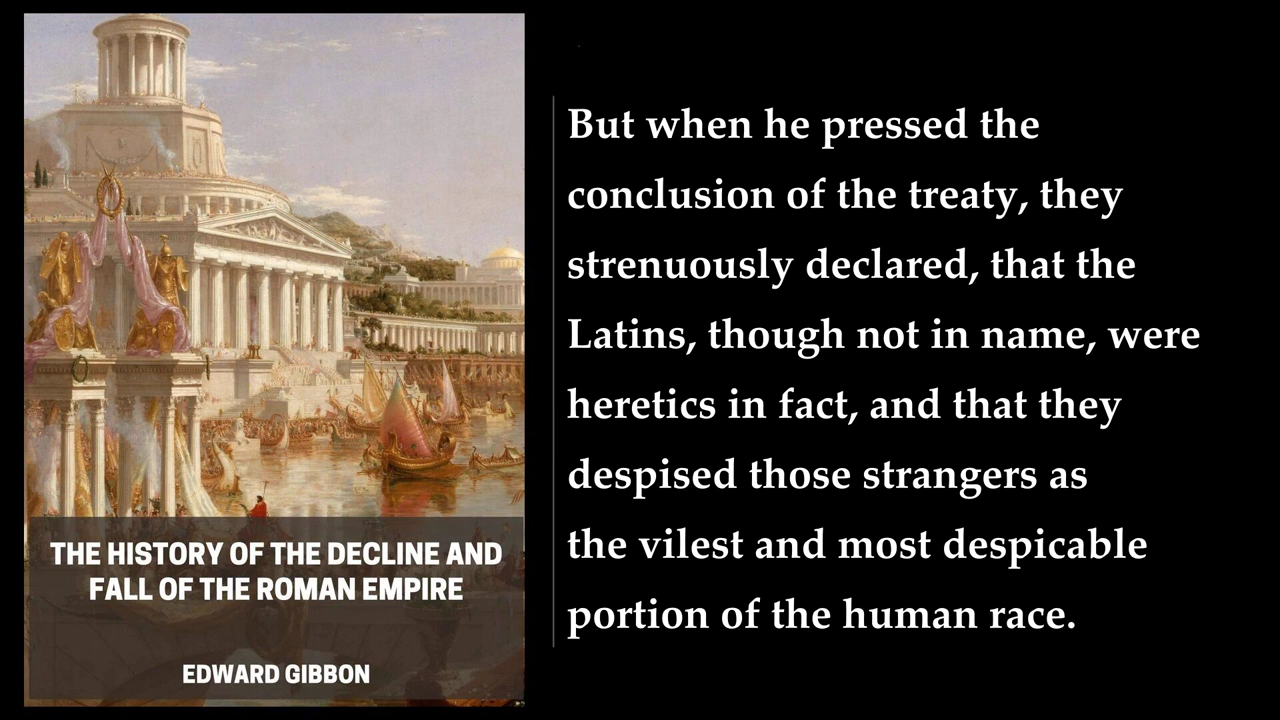 THE HISTORY OF THE DECLINE AND
FALL OF THE ROMAN EMPIRE
EDWARD GIBBON
But when he pressed the
conclusion of the treaty, they
strenuously declared, that the
Latins, though not in name, were
heretics in fact, and that they
despised those strangers as
the vilest and most despicable
portion of the human race.